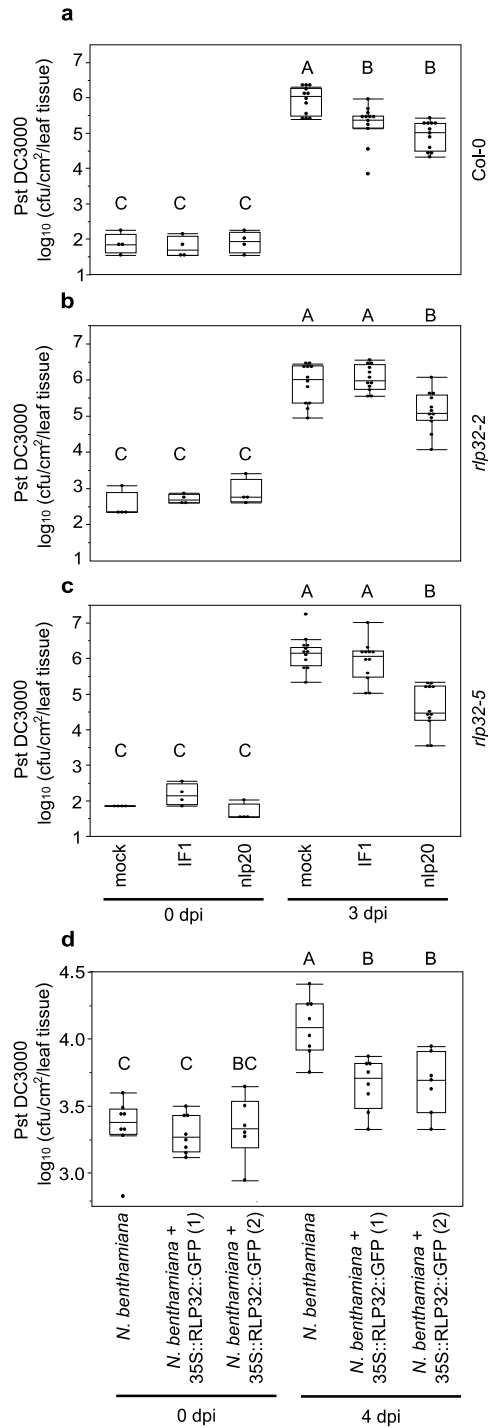 a
A B B
7
6
5
4
3
2
1
C C C
Pst DC3000
log₁₀ (cfu/cm²/leaf tissue)
Col-0
b
A A B
7
6
5
4
3
2
1
C C C
Pst DC3000
log₁₀ (cfu/cm²/leaf tissue)
rlp32-2
c
A A B
7
6
5
4
3
2
1
C C C
Pst DC3000
log₁₀ (cfu/cm²/leaf tissue)
rlp32-5
mock IF1 nlp20 mock IF1 nlp20
0 dpi 3 dpi
d
A B B
4.5
4.0
3.5
3.0
C C BC
Pst DC3000
log₁₀ (cfu/cm²/leaf tissue)
N. benthamiana
N. benthamiana +
35S::RLP32::GFP (1)
N. benthamiana +
35S::RLP32::GFP (2)
N. benthamiana
N. benthamiana +
35S::RLP32::GFP (1)
N. benthamiana +
35S::RLP32::GFP (2)
0 dpi 4 dpi